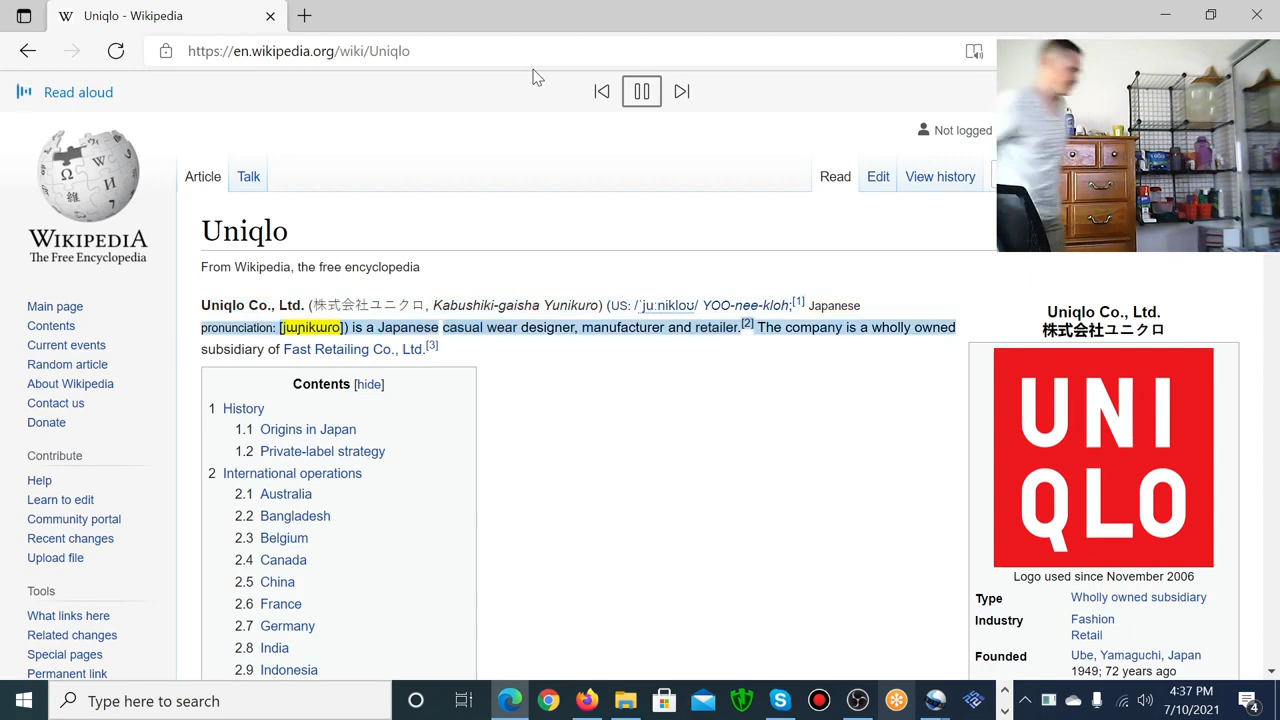 Uniqlo - Wikipedia
https://en.wikipedia.org/wiki/Uniqlo
Read aloud
Not logged
Article
Talk
Read
Edit
View history
WIKIPEDIA
The Free Encyclopedia
Uniqlo
From Wikipedia, the free encyclopedia
Uniqlo Co., Ltd. (株式会社ユニクロ, Kabushiki-gaisha Yunikuro) (US: /ˈjuːnikloʊ/ YOO-nee-kloh;[1] Japanese
pronunciation: [jɯɲikɯɾo]) is a Japanese casual wear designer, manufacturer and retailer.[2] The company is a wholly owned
subsidiary of Fast Retailing Co., Ltd.[3]
Main page
Contents
Current events
Random article
About Wikipedia
Contact us
Donate
Contribute
Help
Learn to edit
Community portal
Recent changes
Upload file
Tools
What links here
Related changes
Special pages
Permanent link
Contents [hide]
1 History
1.1 Origins in Japan
1.2 Private-label strategy
2 International operations
2.1 Australia
2.2 Bangladesh
2.3 Belgium
2.4 Canada
2.5 China
2.6 France
2.7 Germany
2.8 India
2.9 Indonesia
Uniqlo Co., Ltd.
株式会社ユニクロ
UNI
QLO
Logo used since November 2006
Type Wholly owned subsidiary
Industry Fashion
Retail
Founded Ube, Yamaguchi, Japan
1949; 72 years ago
Type here to search
4:37 PM
7/10/2021
4